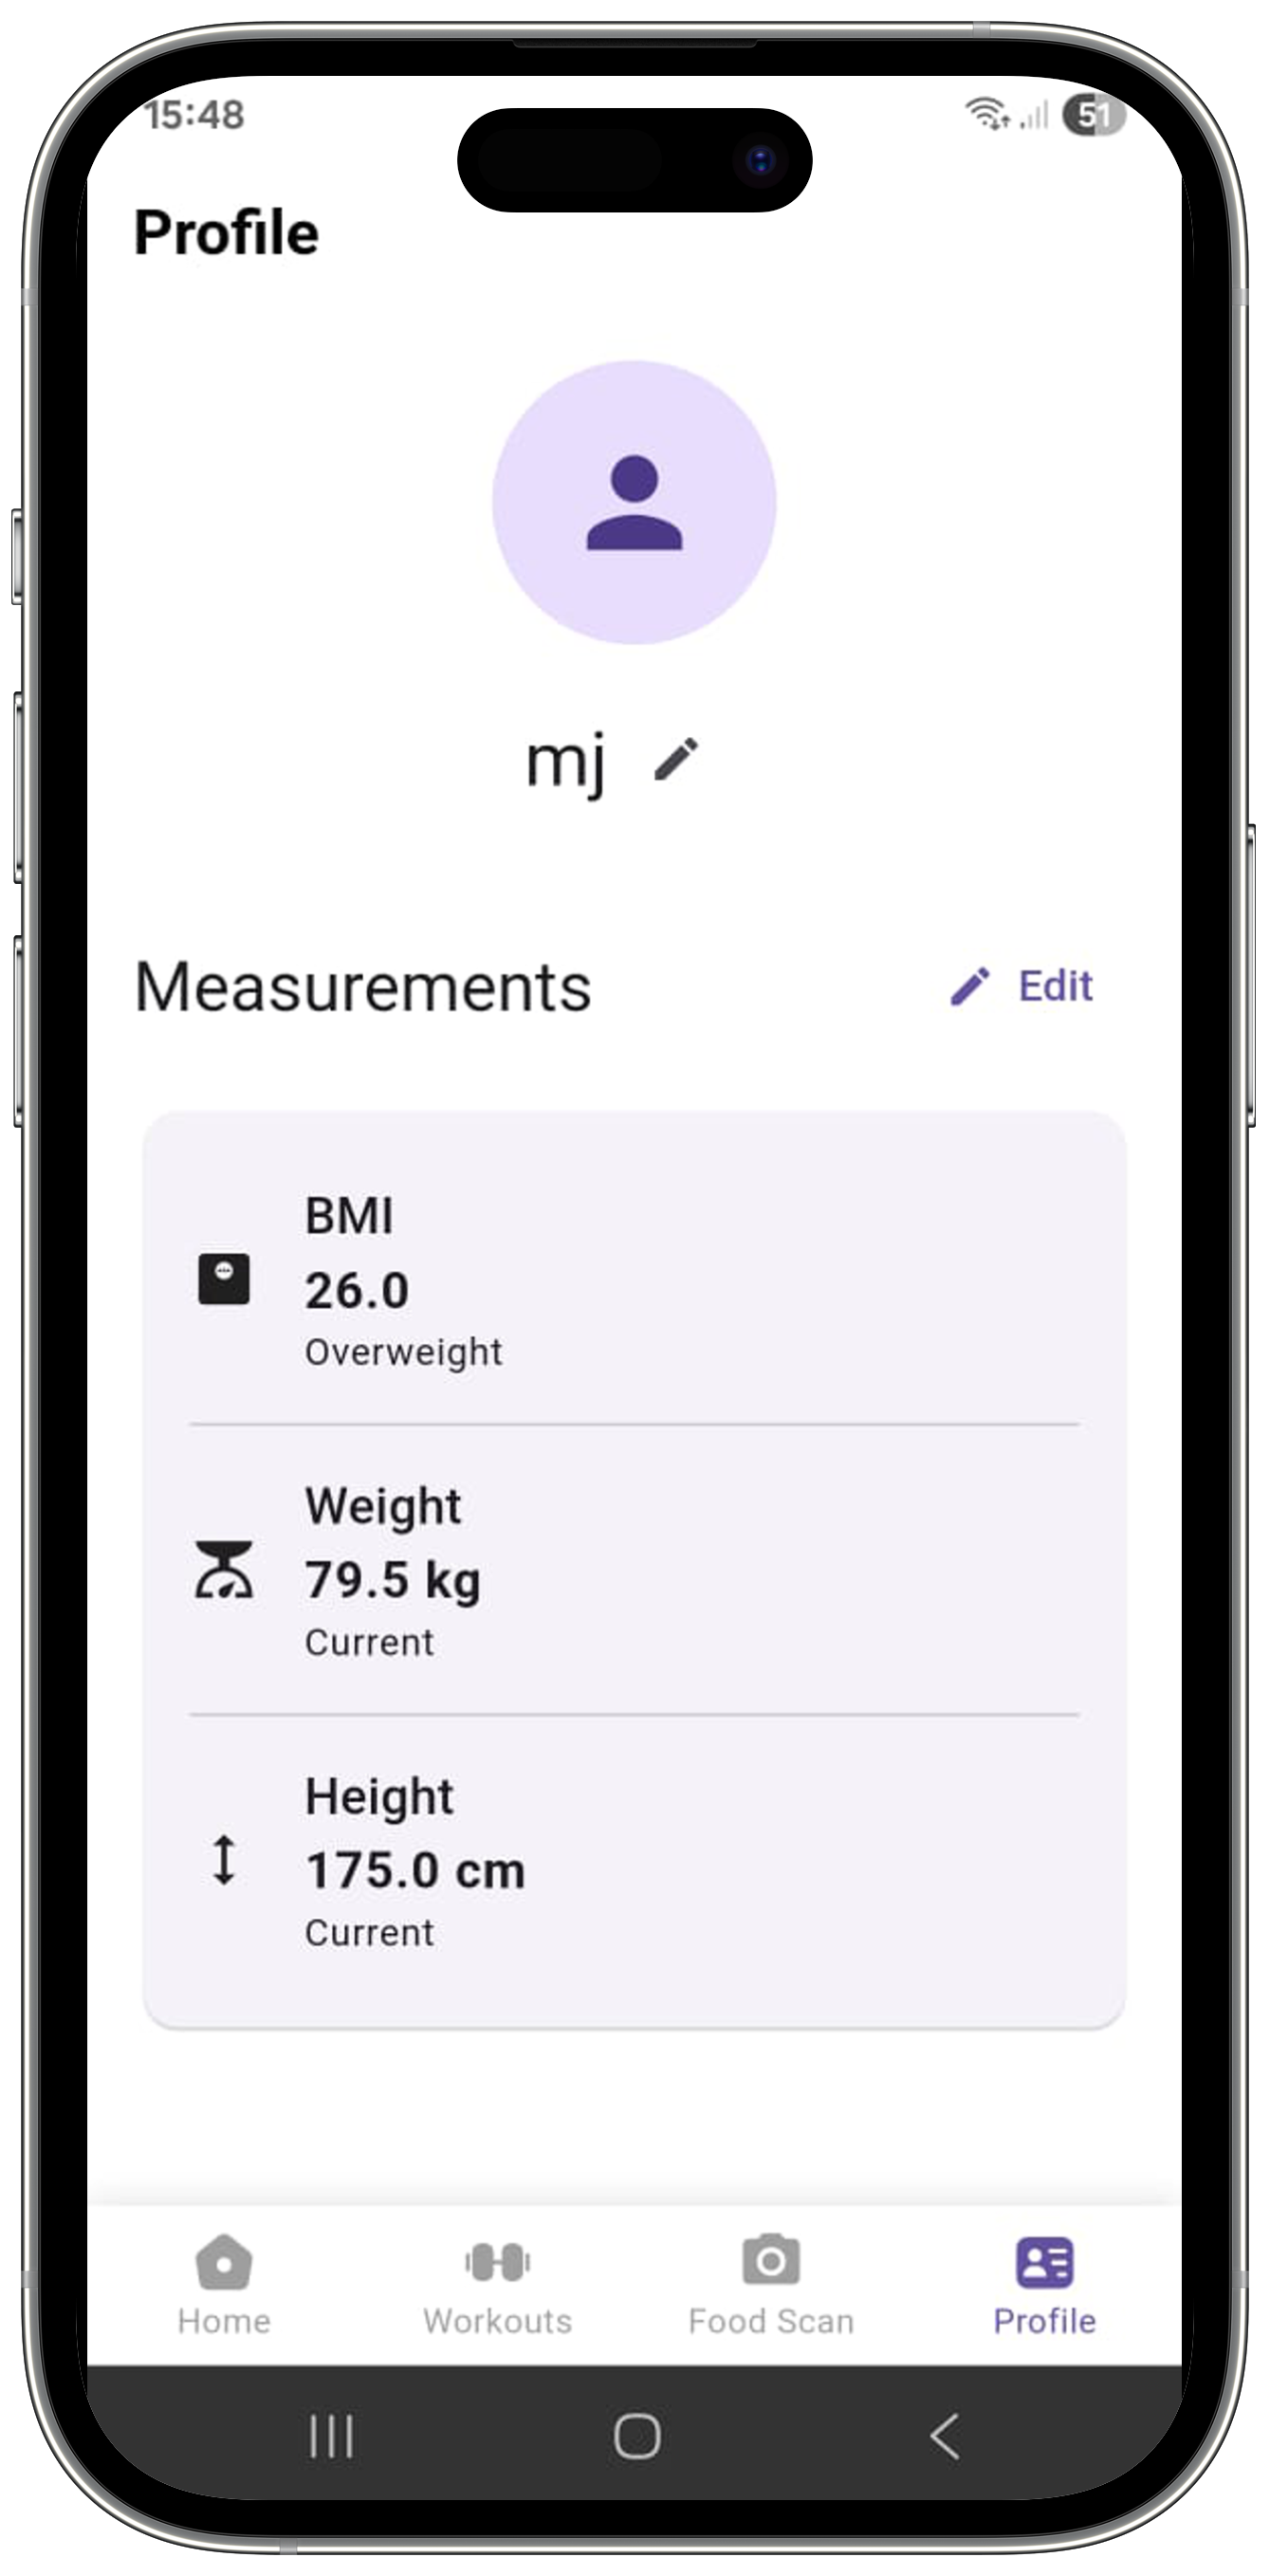 15:48
51
Profile
mj
Measurements
Edit
BMI
26.0
Overweight
Weight
79.5 kg
Current
Height
175.0 cm
Current
Home
Workouts
Food Scan
Profile